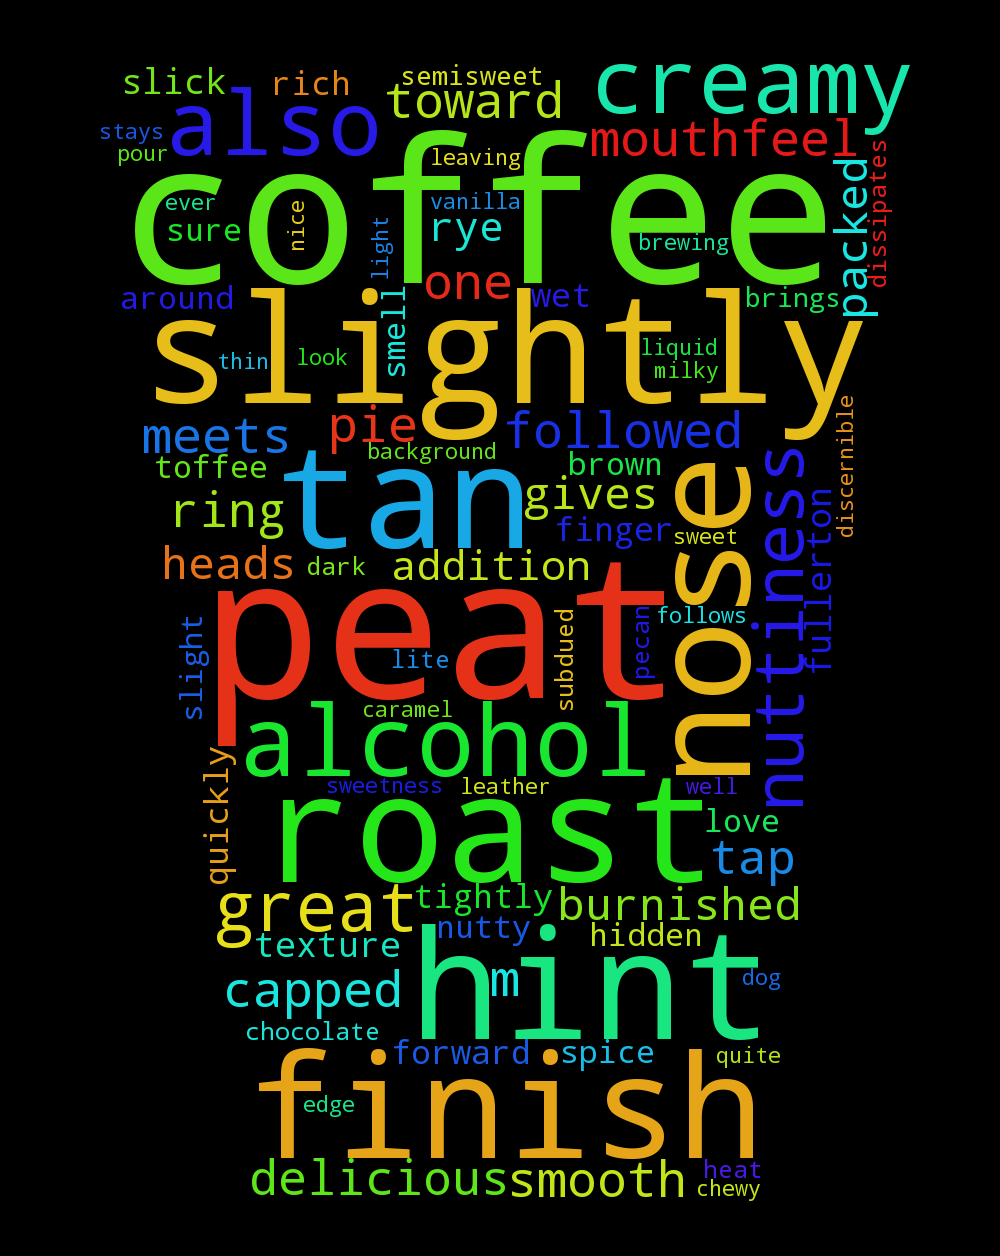 creamy
slick
rich
semisweet
toward
also
mouthfeel
stays
pour
leaving
coffee
packed
dissipates
ever
nice
vanilla
sure
rye
light
brewing
one
around
wet
brings
slightly
smell
thin
look
liquid
milky
pie
followed
meets
background
discernible
toffee
tan
brown
nose
nuttiness
ring
gives
fullerton
finger
sweet
heads
dark
addition
peat
slight
lite
subdued
pecan
follows
caramel
alcohol
quickly
sweetness
leather
well
roast
love
tap
great
tightly
burnished
nutty
hidden
texture
hint
capped
m
dog
chocolate
forward
spice
quite
finish
edge
delicious
smooth
heat
chewy